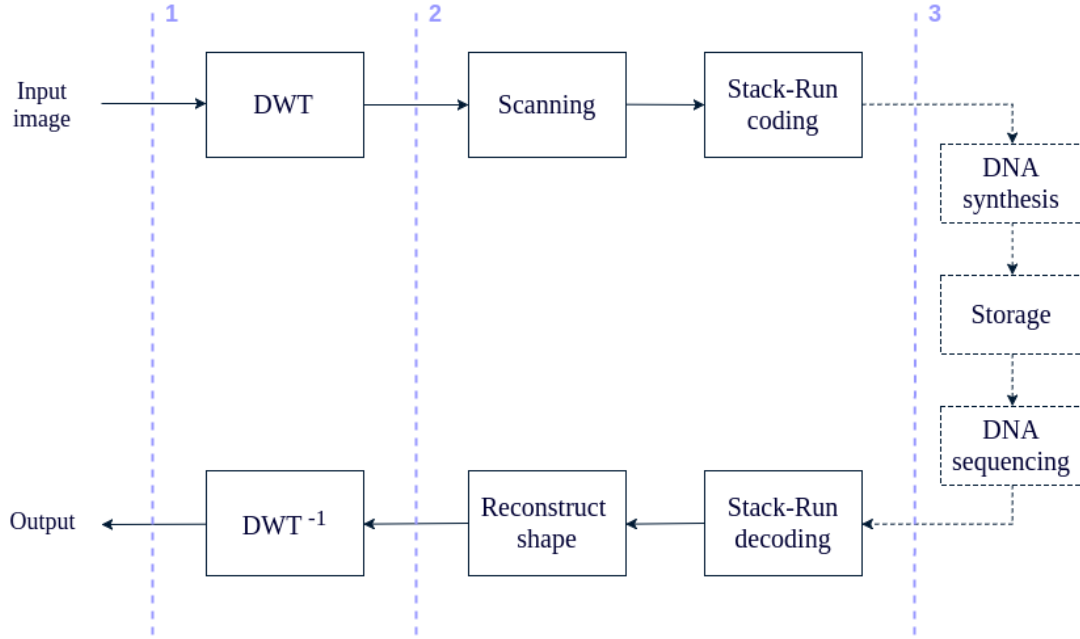 1
2
3
Input
image
DWT
Scanning
Stack-Run
coding
DNA
synthesis
Storage
DNA
sequencing
Output
DWT -1
Reconstruct
shape
Stack-Run
decoding